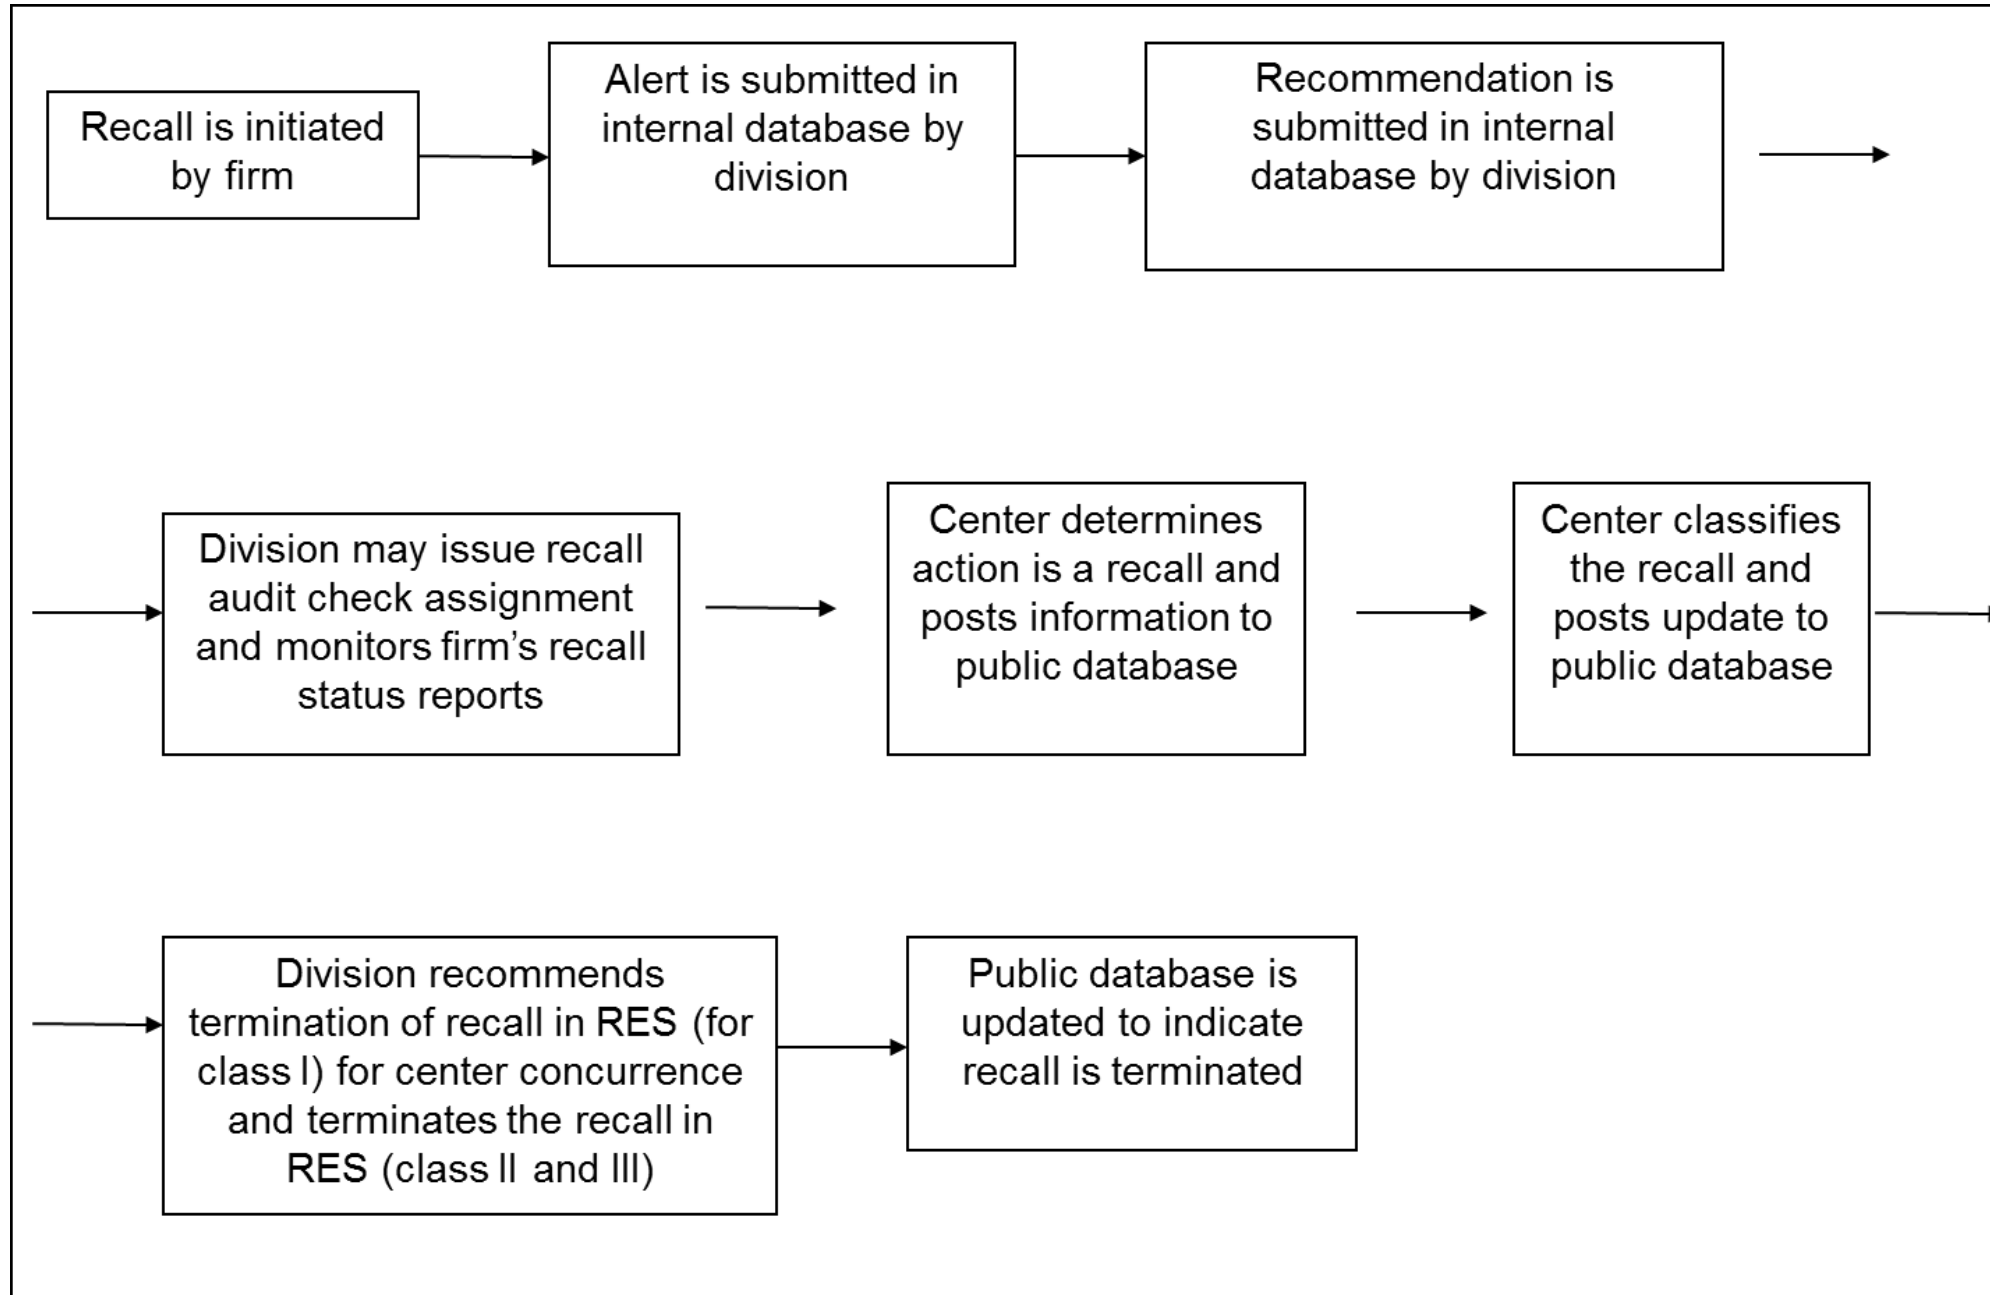 Recall is initiated
by firm
Alert is submitted in
internal database by
division
Recommendation is
submitted in internal
database by division
Division may issue recall
audit check assignment
and monitors firm’s recall
status reports
Center determines
action is a recall and
posts information to
public database
Center classifies
the recall and
posts update to
public database
Division recommends
termination of recall in RES (for
class I) for center concurrence
and terminates the recall in
RES (class II and III)
Public database is
updated to indicate
recall is terminated